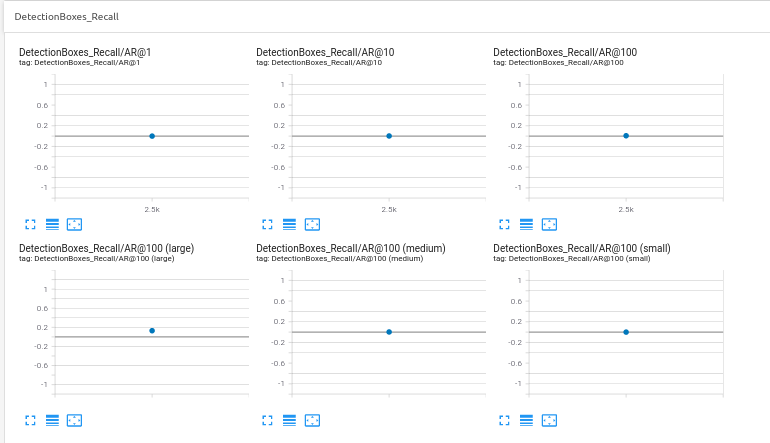 DetectionBoxes_Recall
DetectionBoxes_Recall/AR@1
tag: DetectionBoxes_Recall/AR@1
1
0.6
0.2
-0.2
-0.6
-1
2.5k
DetectionBoxes_Recall/AR@10
tag: DetectionBoxes_Recall/AR@10
1
0.6
0.2
-0.2
-0.6
-1
2.5k
DetectionBoxes_Recall/AR@100
tag: DetectionBoxes_Recall/AR@100
1
0.6
0.2
-0.2
-0.6
-1
2.5k
DetectionBoxes_Recall/AR@100 (large)
tag: DetectionBoxes_Recall/AR@100 (large)
1
0.6
0.2
-0.2
-0.6
-1
DetectionBoxes_Recall/AR@100 (medium)
tag: DetectionBoxes_Recall/AR@100 (medium)
1
0.6
0.2
-0.2
-0.6
-1
DetectionBoxes_Recall/AR@100 (small)
tag: DetectionBoxes_Recall/AR@100 (small)
1
0.6
0.2
-0.2
-0.6
-1